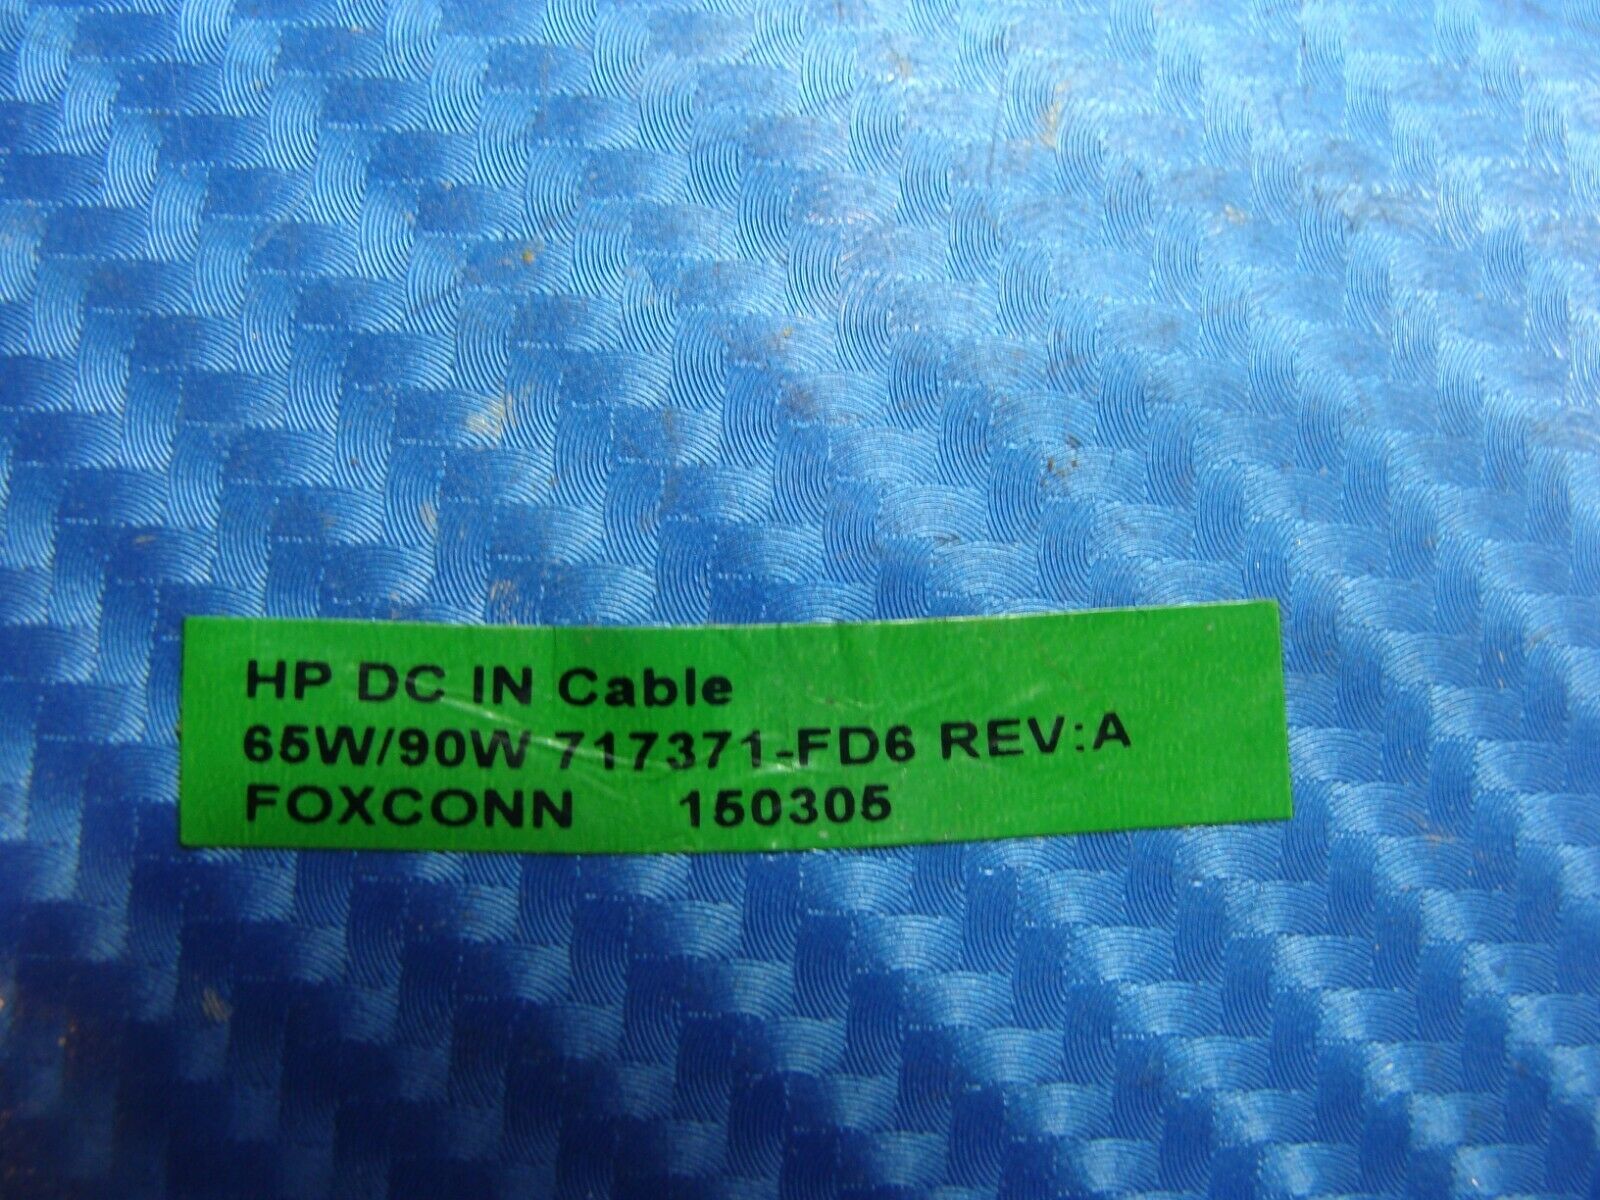 HP DC IN Cable
65W/90W 717371-FD6 REV:A
FOXCONN 150305